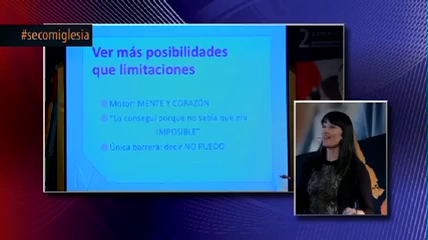 #secomiglesia
Ver más posibilidades
que limitaciones
Motor: MENTE Y CORAZÓN
"Lo conseguí porque no sabía que era
IMPOSIBLE"
Única barrera: decir NO PUEDO
2